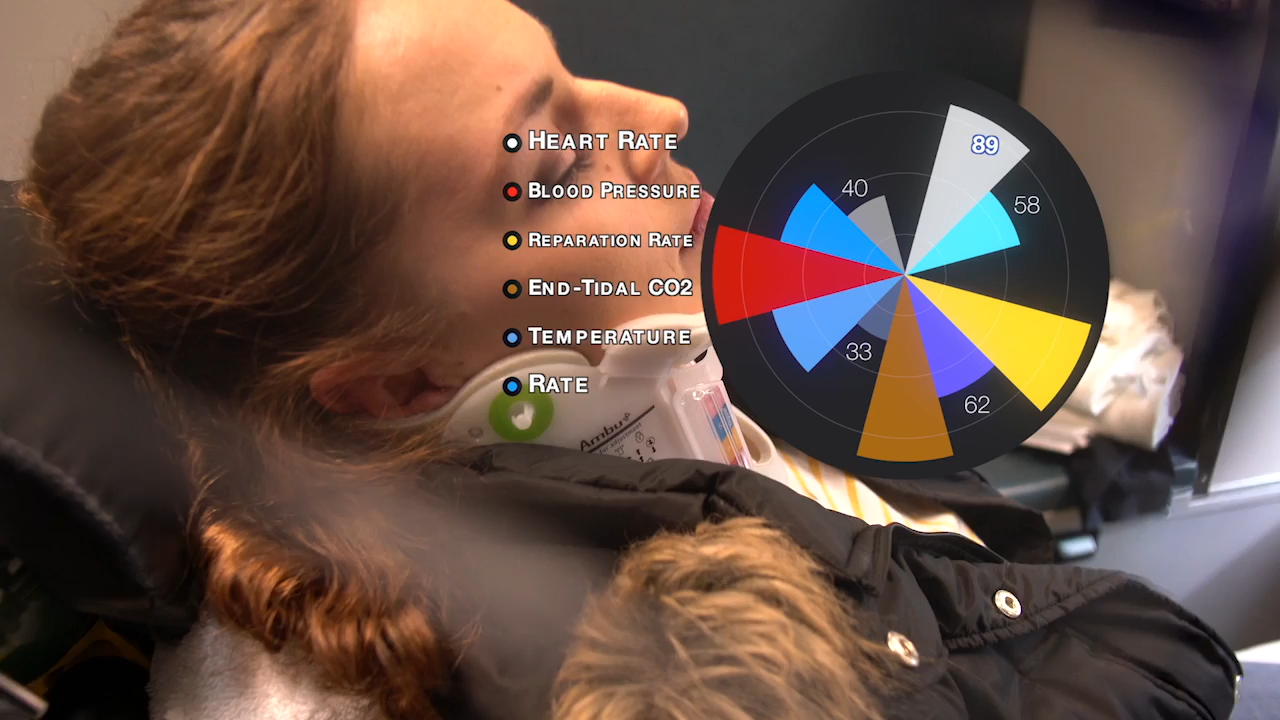 Heart Rate
Blood Pressure
Reparation Rate
End-Tidal CO2
Temperature
Rate
89
58
40
33
62
Ambu